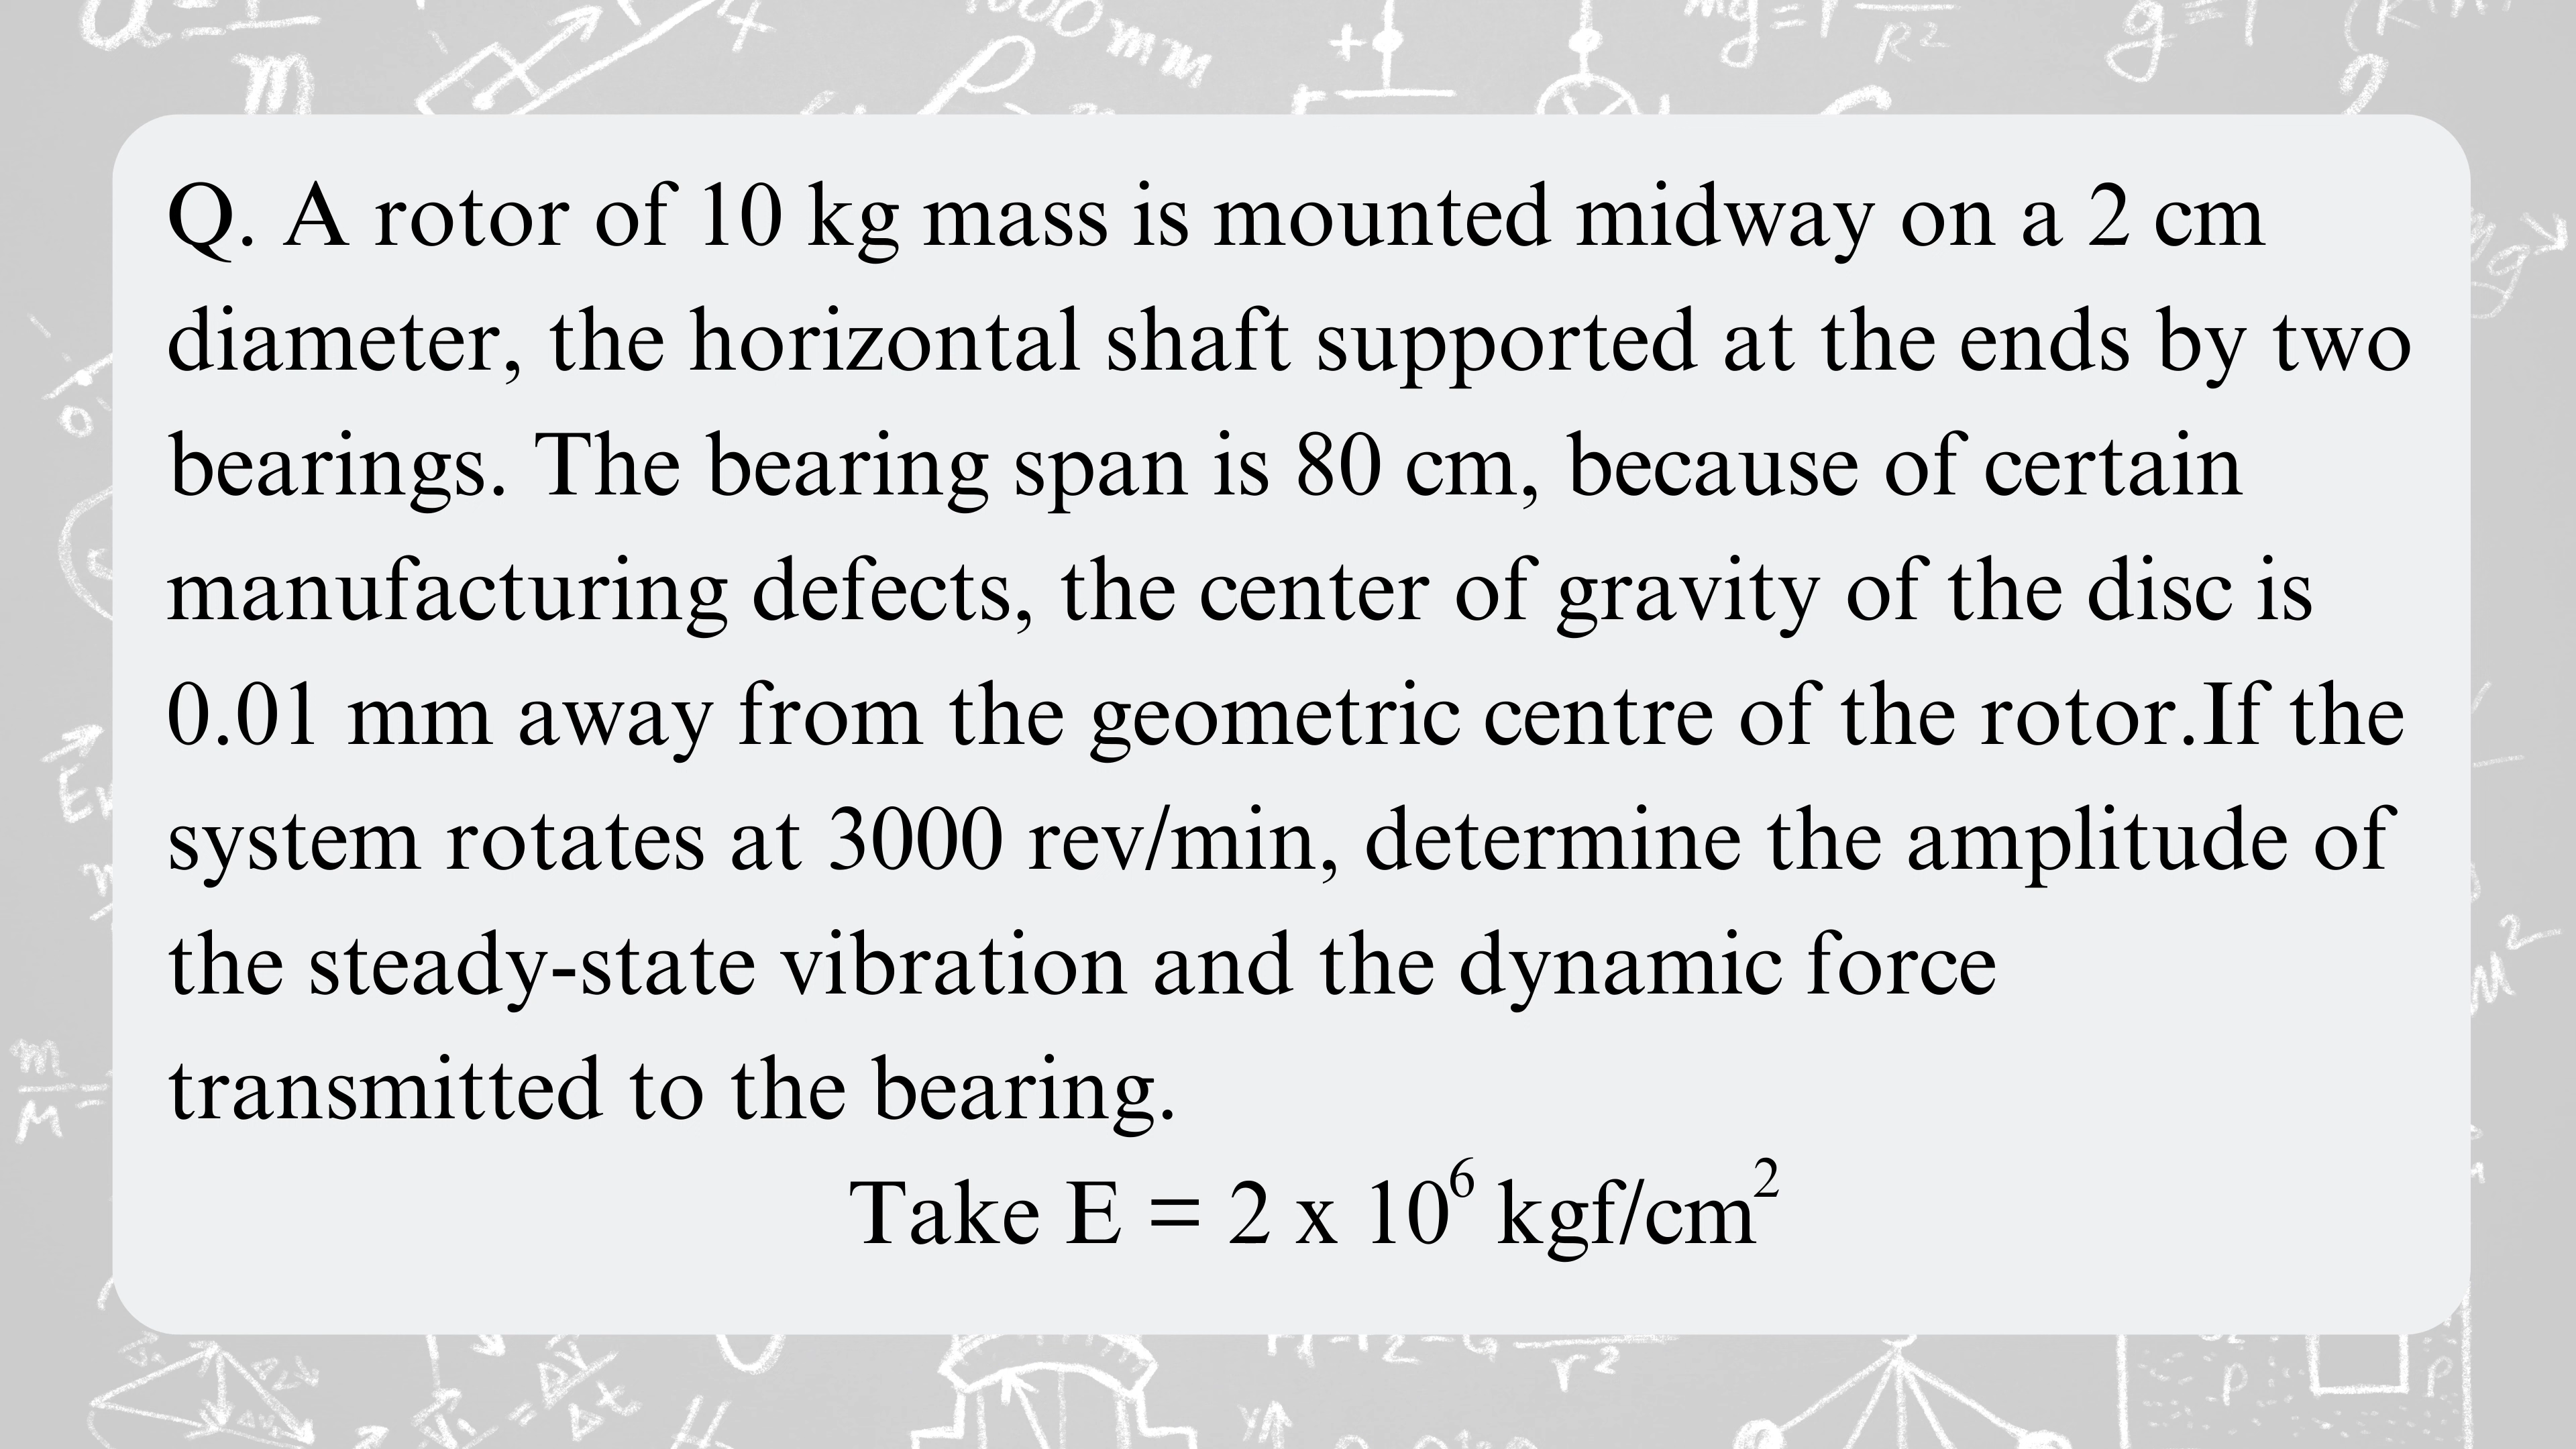 Q. A rotor of 10 kg mass is mounted midway on a 2 cm
diameter, the horizontal shaft supported at the ends by two
bearings. The bearing span is 80 cm, because of certain
manufacturing defects, the center of gravity of the disc is
0.01 mm away from the geometric centre of the rotor.If the
system rotates at 3000 rev/min, determine the amplitude of
the steady-state vibration and the dynamic force
transmitted to the bearing.
Take E = 2 x 10⁶ kgf/cm²